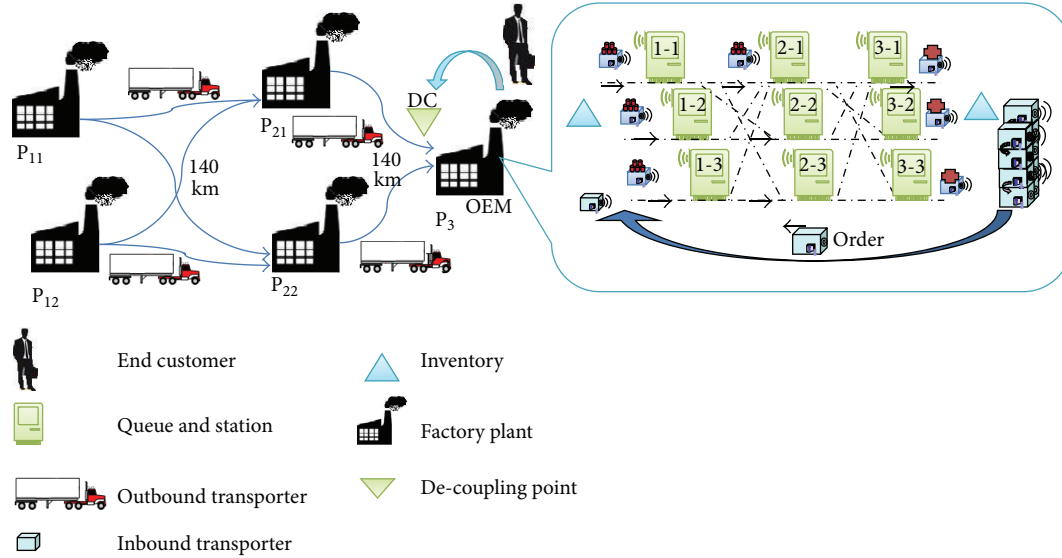 P11
P12
140
km
P21
P22
DC
140
km
P3
OEM
1-1
2-1
3-1
1-2
2-2
3-2
1-3
2-3
3-3
Order
End customer
Inventory
Queue and station
Factory plant
Outbound transporter
De-coupling point
Inbound transporter